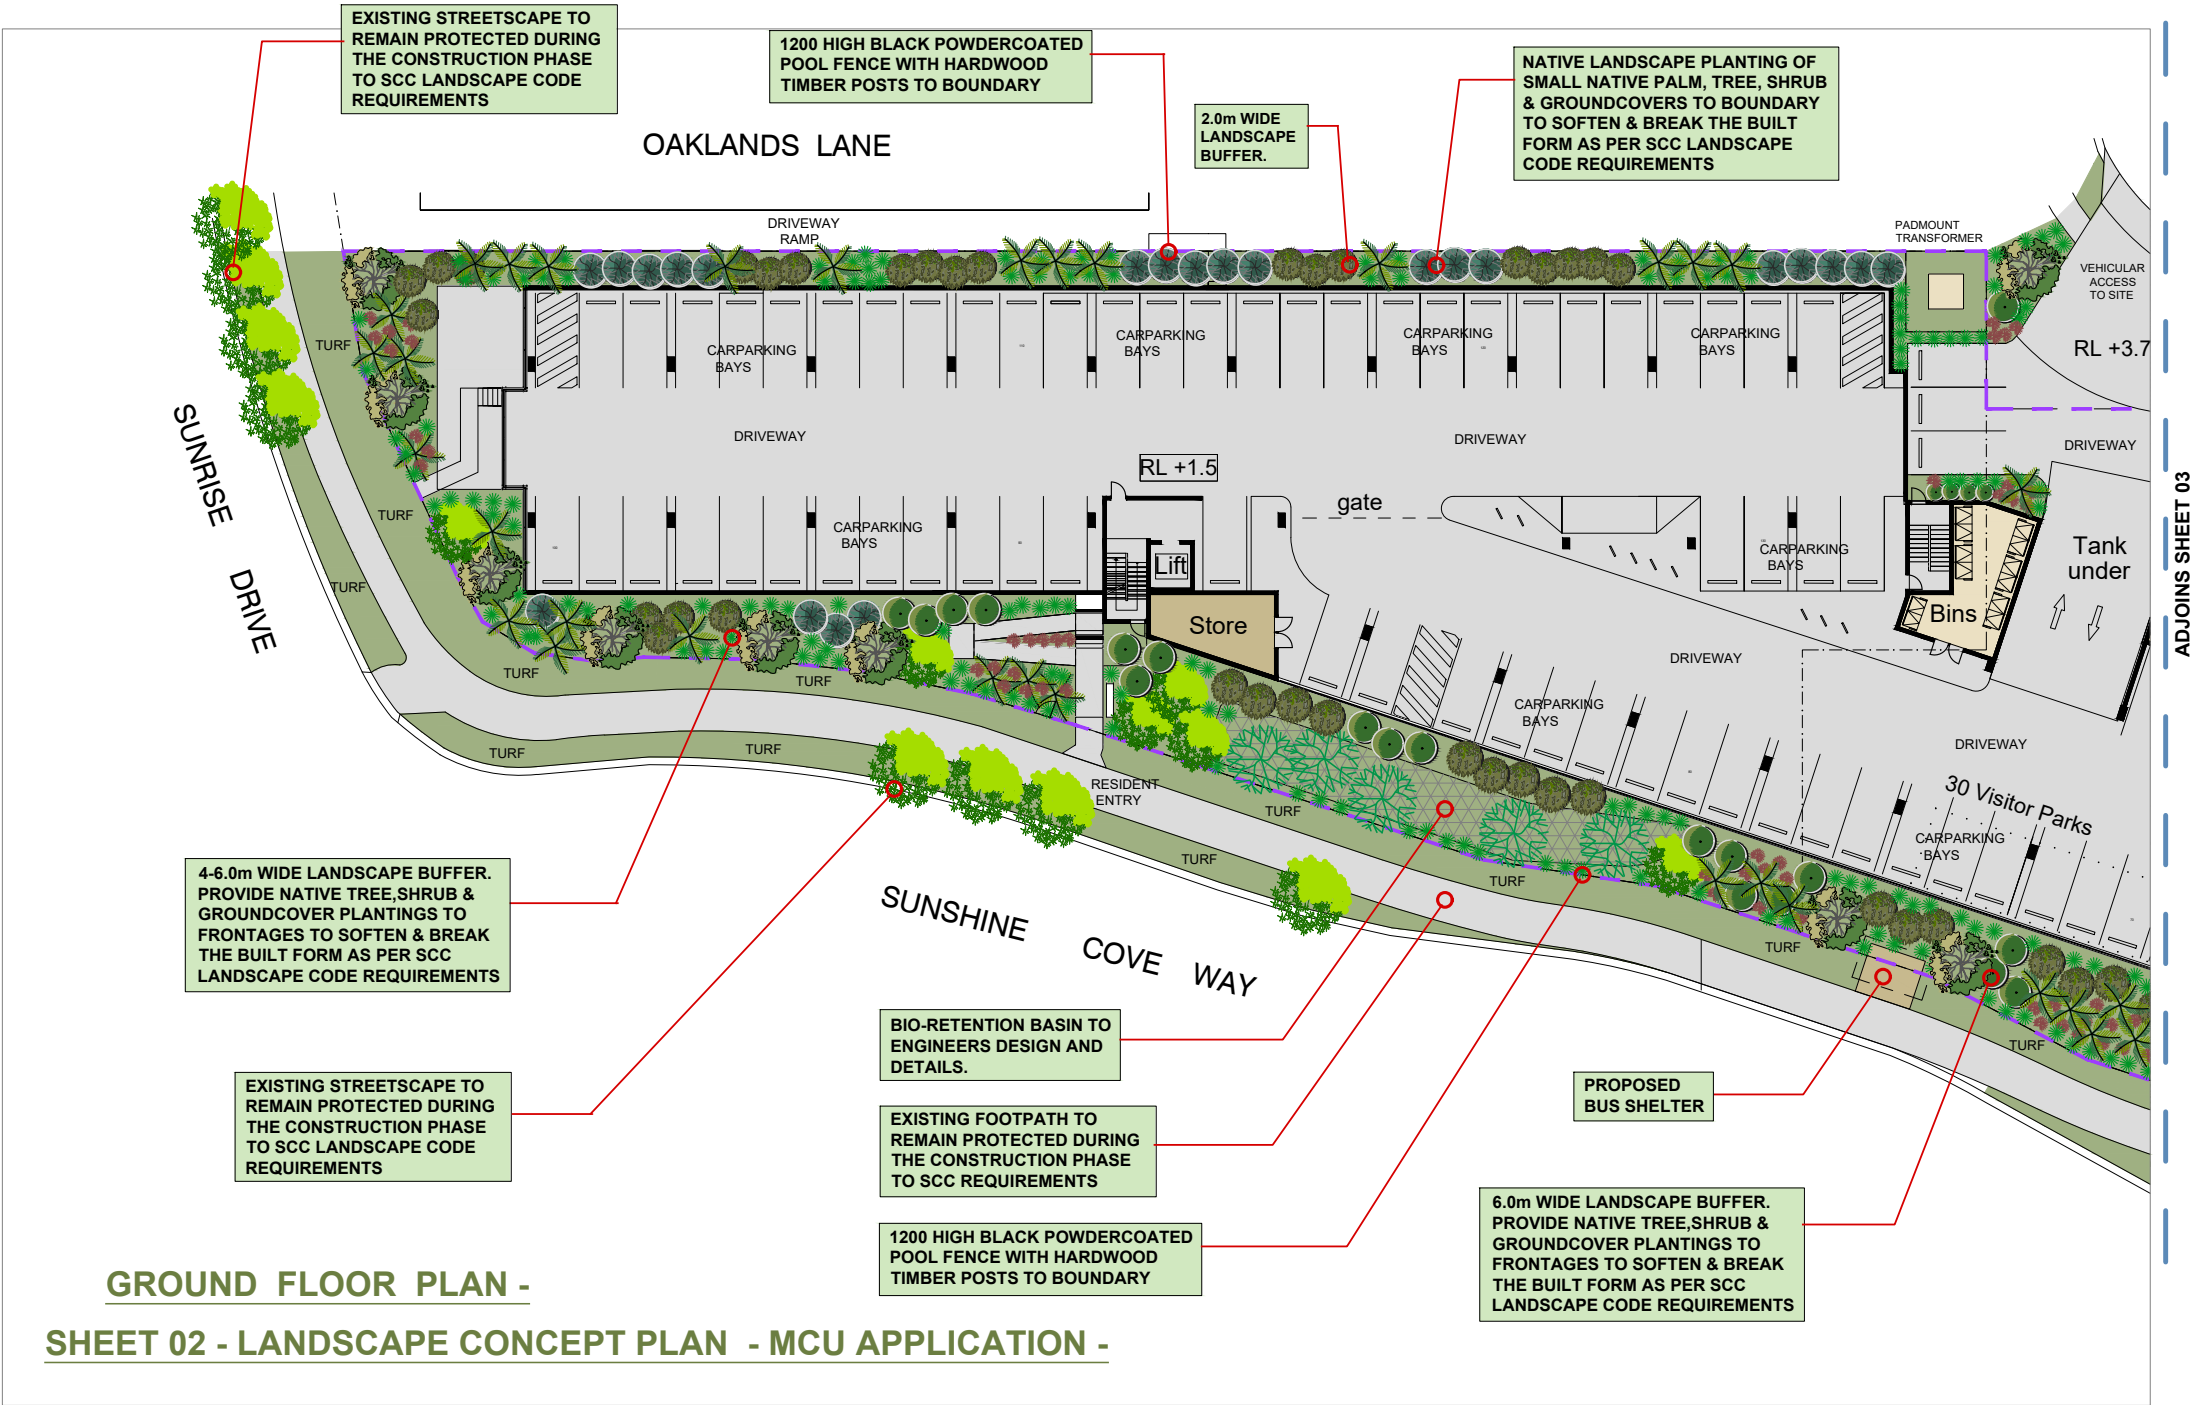 EXISTING STREETSCAPE TO
REMAIN PROTECTED DURING
THE CONSTRUCTION PHASE
TO SCC LANDSCAPE CODE
REQUIREMENTS
1200 HIGH BLACK POWDERCOATED
POOL FENCE WITH HARDWOOD
TIMBER POSTS TO BOUNDARY
2.0m WIDE
LANDSCAPE
BUFFER.
NATIVE LANDSCAPE PLANTING OF
SMALL NATIVE PALM, TREE, SHRUB
& GROUNDCOVERS TO BOUNDARY
TO SOFTEN & BREAK THE BUILT
FORM AS PER SCC LANDSCAPE
CODE REQUIREMENTS
OAKLANDS LANE
DRIVEWAY
RAMP
PADMOUNT
TRANSFORMER
VEHICULAR
ACCESS
TO SITE
RL +3.7
TURF
CARPARKING
BAYS
CARPARKING
BAYS
CARPARKING
BAYS
CARPARKING
BAYS
SUNRISE DRIVE
DRIVEWAY
DRIVEWAY
DRIVEWAY
RL +1.5
gate
TURF
CARPARKING
BAYS
CARPARKING
BAYS
Lift
Tank
under
TURF
Store
Bins
ADJOINS SHEET 03
TURF
TURF
DRIVEWAY
CARPARKING
BAYS
DRIVEWAY
TURF
TURF
RESIDENT
ENTRY
TURF
30 Visitor Parks
CARPARKING
BAYS
TURF
TURF
TURF
TURF
SUNSHINE COVE WAY
4-6.0m WIDE LANDSCAPE BUFFER.
PROVIDE NATIVE TREE,SHRUB &
GROUNDCOVER PLANTINGS TO
FRONTAGES TO SOFTEN & BREAK
THE BUILT FORM AS PER SCC
LANDSCAPE CODE REQUIREMENTS
EXISTING STREETSCAPE TO
REMAIN PROTECTED DURING
THE CONSTRUCTION PHASE
TO SCC LANDSCAPE CODE
REQUIREMENTS
BIO-RETENTION BASIN TO
ENGINEERS DESIGN AND
DETAILS.
EXISTING FOOTPATH TO
REMAIN PROTECTED DURING
THE CONSTRUCTION PHASE
TO SCC REQUIREMENTS
1200 HIGH BLACK POWDERCOATED
POOL FENCE WITH HARDWOOD
TIMBER POSTS TO BOUNDARY
PROPOSED
BUS SHELTER
6.0m WIDE LANDSCAPE BUFFER.
PROVIDE NATIVE TREE,SHRUB &
GROUNDCOVER PLANTINGS TO
FRONTAGES TO SOFTEN & BREAK
THE BUILT FORM AS PER SCC
LANDSCAPE CODE REQUIREMENTS
GROUND FLOOR PLAN -
SHEET 02 - LANDSCAPE CONCEPT PLAN - MCU APPLICATION -